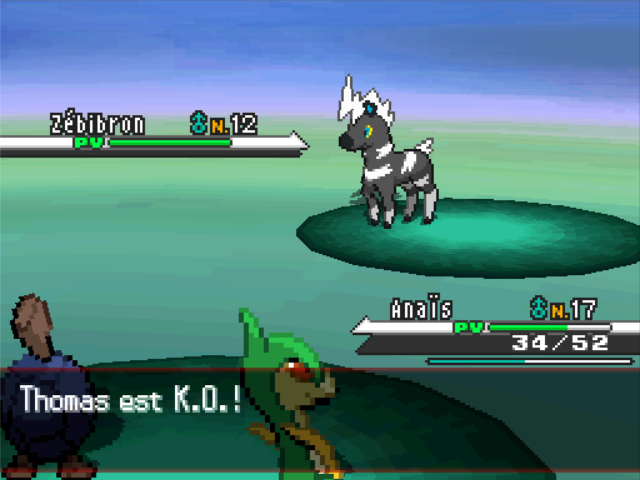 Zébibron ♂ N.12
PV
Anaïs ♂ N.17
PV
34/52
Thomas est K.O.!